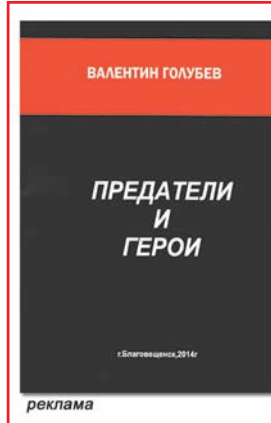 ВАЛЕНТИН ГОЛУБЕВ
ПРЕДАТЕЛИ
И
ГЕРОИ
г.Благовещенск,2014г
реклама